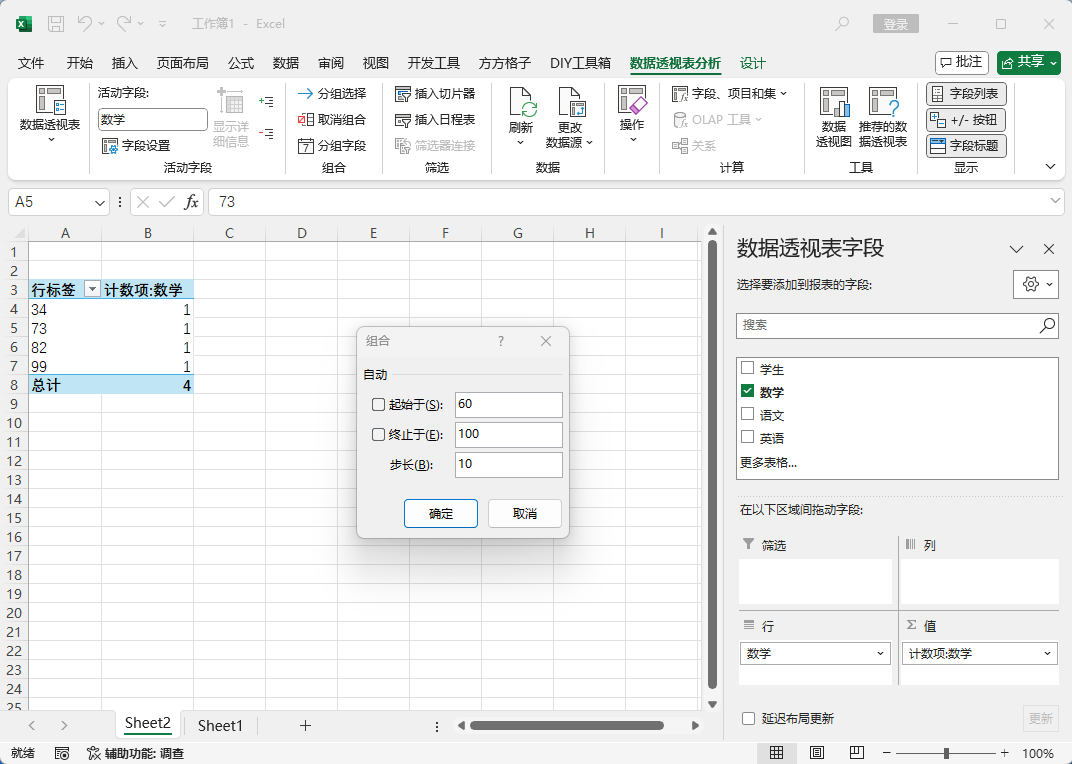 工作簿1 - Excel
登录
文件 开始 插入 页面布局 公式 数据 审阅 视图 开发工具 方方格子 DIY工具箱 数据透视表分析 设计 批注 共享
数据透视表
活动字段:
数学
字段设置
显示详
细信息
活动字段
分组选择
取消组合
分组字段
组合
插入切片器
插入日程表
筛选器连接
筛选
刷新
更改
数据源
数据
操作
字段、项目和集
OLAP 工具
关系
计算
数据
透视图
推荐的数
据透视表
工具
字段列表
+/- 按钮
字段标题
显示
A5 fx 73
A B C D E F G H I
1
2
3 行标签 计数项:数学
4 34 1
5 73 1
6 82 1
7 99 1
8 总计 4
9
10
11
12
13
14
15
16
17
18
19
20
21
22
23
24
25
组合 ?
自动
起始于(S): 60
终止于(E): 100
步长(B): 10
确定 取消
数据透视表字段
选择要添加到报表的字段:
搜索
学生
数学
语文
英语
更多表格...
在以下区域间拖动字段:
筛选 列
行 Σ 值
数学 计数项:数学
延迟布局更新 更新
Sheet2 Sheet1 +
就绪 辅助功能: 调查 − + 100%